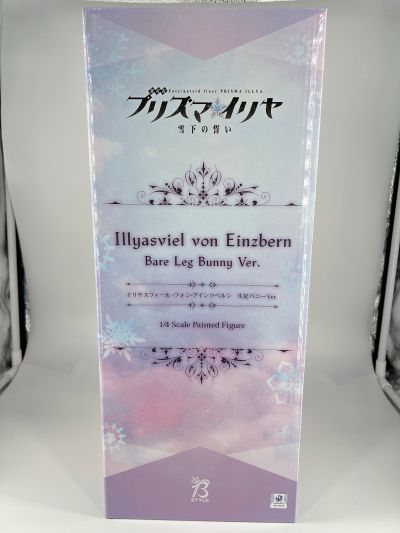 劇場版
Fate/kaleid liner PRISMA ILLYA
プリズマ☆イリヤ
雪下の誓い
Illyasviel von Einzbern
Bare Leg Bunny Ver.
イリヤスフィール・フォン・アインツベルン 生足バニーVer.
1/4 Scale Painted Figure
B
STYLE